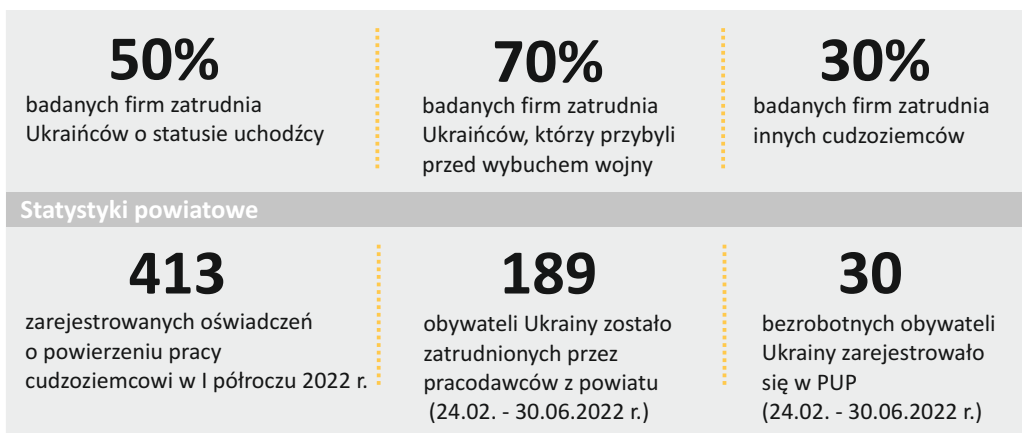 50%
badanych firm zatrudnia
Ukraińców o statusie uchodźcy
70%
badanych firm zatrudnia
Ukraińców, którzy przybyli
przed wybuchem wojny
30%
badanych firm zatrudnia
innych cudzoziemców
Statystyki powiatowe
413
zarejestrowanych oświadczeń
o powierzeniu pracy
cudzoziemcowi w I półroczu 2022 r.
189
obywateli Ukrainy zostało
zatrudnionych przez
pracodawców z powiatu
(24.02. - 30.06.2022 r.)
30
bezrobotnych obywateli
Ukrainy zarejestrowało
się w PUP
(24.02. - 30.06.2022 r.)